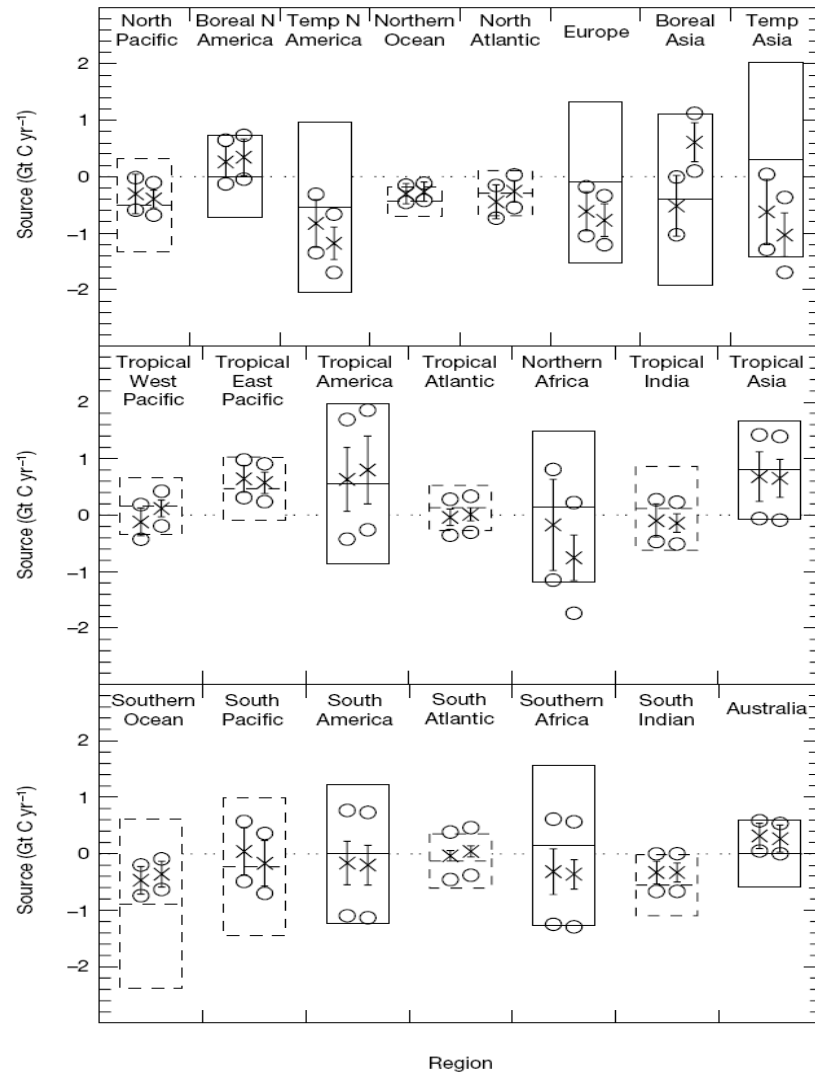 North
Pacific
Boreal N
America
Temp N
America
Northern
Ocean
North
Atlantic
Europe
Boreal
Asia
Temp
Asia
Source (Gt C yr⁻¹)
2
1
0
−1
−2
Tropical
West
Pacific
Tropical
East
Pacific
Tropical
America
Tropical
Atlantic
Northern
Africa
Tropical
India
Tropical
Asia
Source (Gt C yr⁻¹)
2
1
0
−1
−2
Southern
Ocean
South
Pacific
South
America
South
Atlantic
Southern
Africa
South
Indian
Australia
Source (Gt C yr⁻¹)
2
1
0
−1
−2
Region